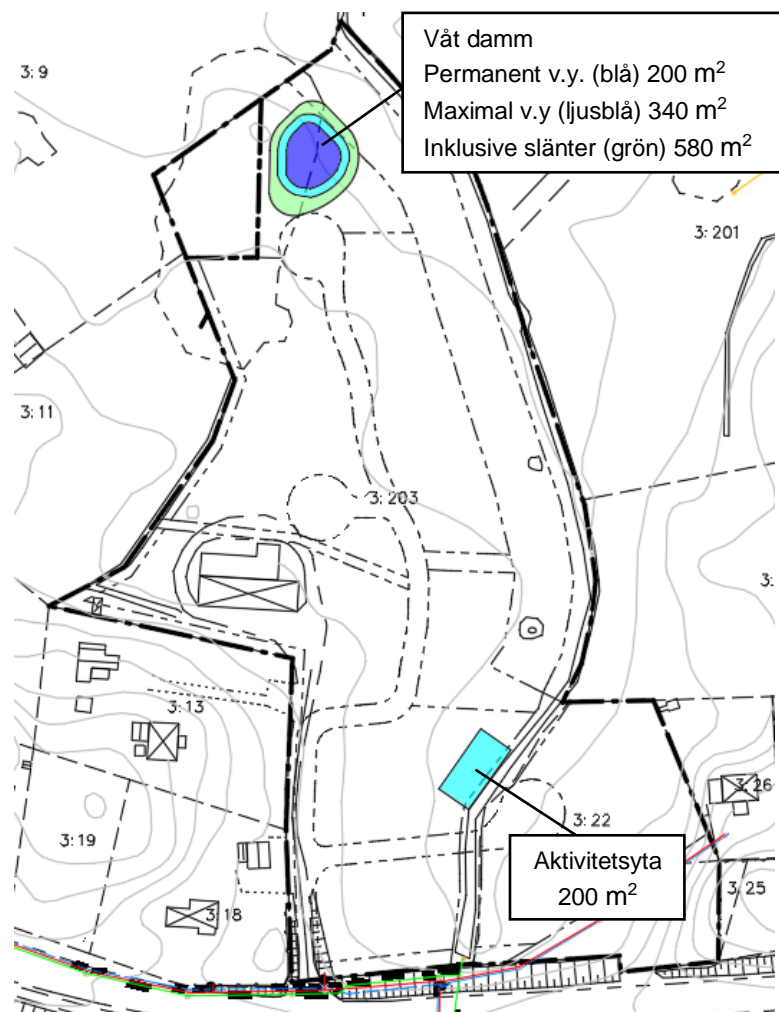 Våt damm
Permanent v.y. (blå) 200 m²
Maximal v.y (ljusblå) 340 m²
Inklusive slänter (grön) 580 m²
3:9
3:201
3:11
3:203
3:
3:13
3:26
3:22
3:19
Aktivitetsyta
200 m²
3:25
3:18